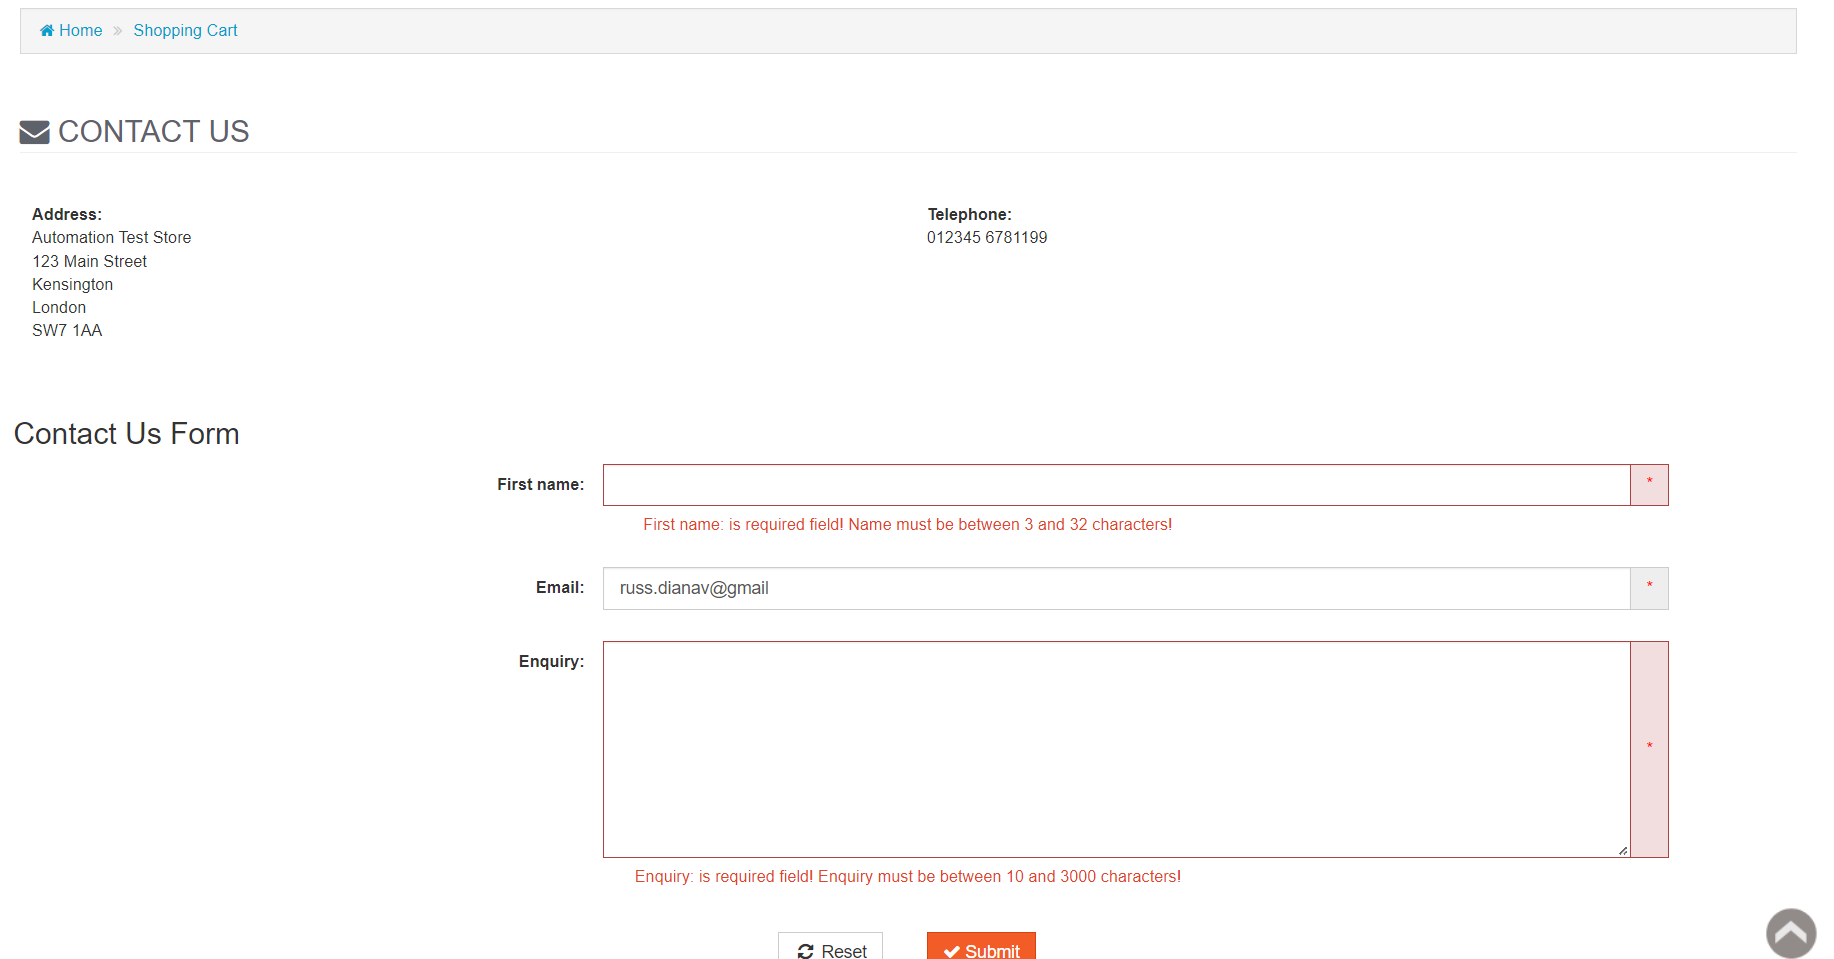 Home » Shopping Cart
CONTACT US
Address:
Automation Test Store
123 Main Street
Kensington
London
SW7 1AA
Telephone:
012345 6781199
Contact Us Form
First name:
*
First name: is required field! Name must be between 3 and 32 characters!
Email: russ.dianav@gmail *
Enquiry:
*
Enquiry: is required field! Enquiry must be between 10 and 3000 characters!
Reset Submit